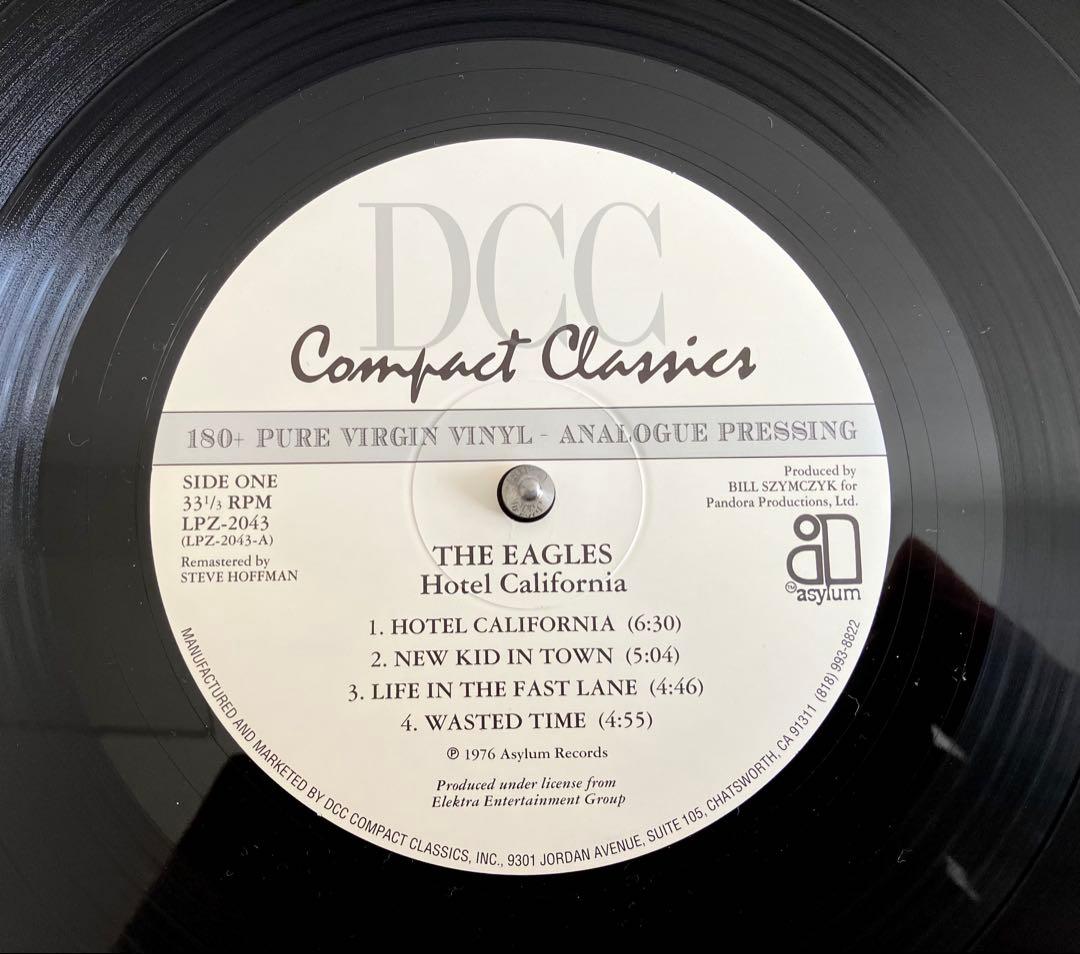 DCC
Compact Classics
180+ PURE VIRGIN VINYL - ANALOGUE PRESSING
SIDE ONE
33 1/3 RPM
LPZ-2043
(LPZ-2043-A)
Remastered by
STEVE HOFFMAN
Produced by
BILL SZYMCZYK for
Pandora Productions, Ltd.
TM asylum
THE EAGLES
Hotel California
1. HOTEL CALIFORNIA (6:30)
2. NEW KID IN TOWN (5:04)
3. LIFE IN THE FAST LANE (4:46)
4. WASTED TIME (4:55)
℗ 1976 Asylum Records
Produced under license from
Elektra Entertainment Group
MANUFACTURED AND MARKETED BY DCC COMPACT CLASSICS, INC., 9301 JORDAN AVENUE, SUITE 105, CHATSWORTH, CA 91311 (818) 993-8822